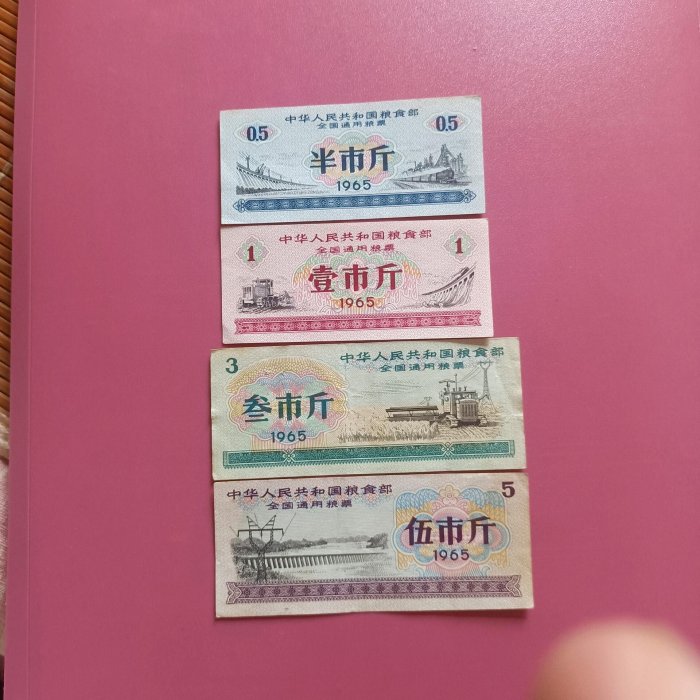 中华人民共和国粮食部
全国通用粮票
0.5 0.5
半市斤
1965
中华人民共和国粮食部
全国通用粮票
1 1
壹市斤
1965
3 中华人民共和国粮食部
全国通用粮票
叁市斤
1965
中华人民共和国粮食部 5
全国通用粮票
伍市斤
1965